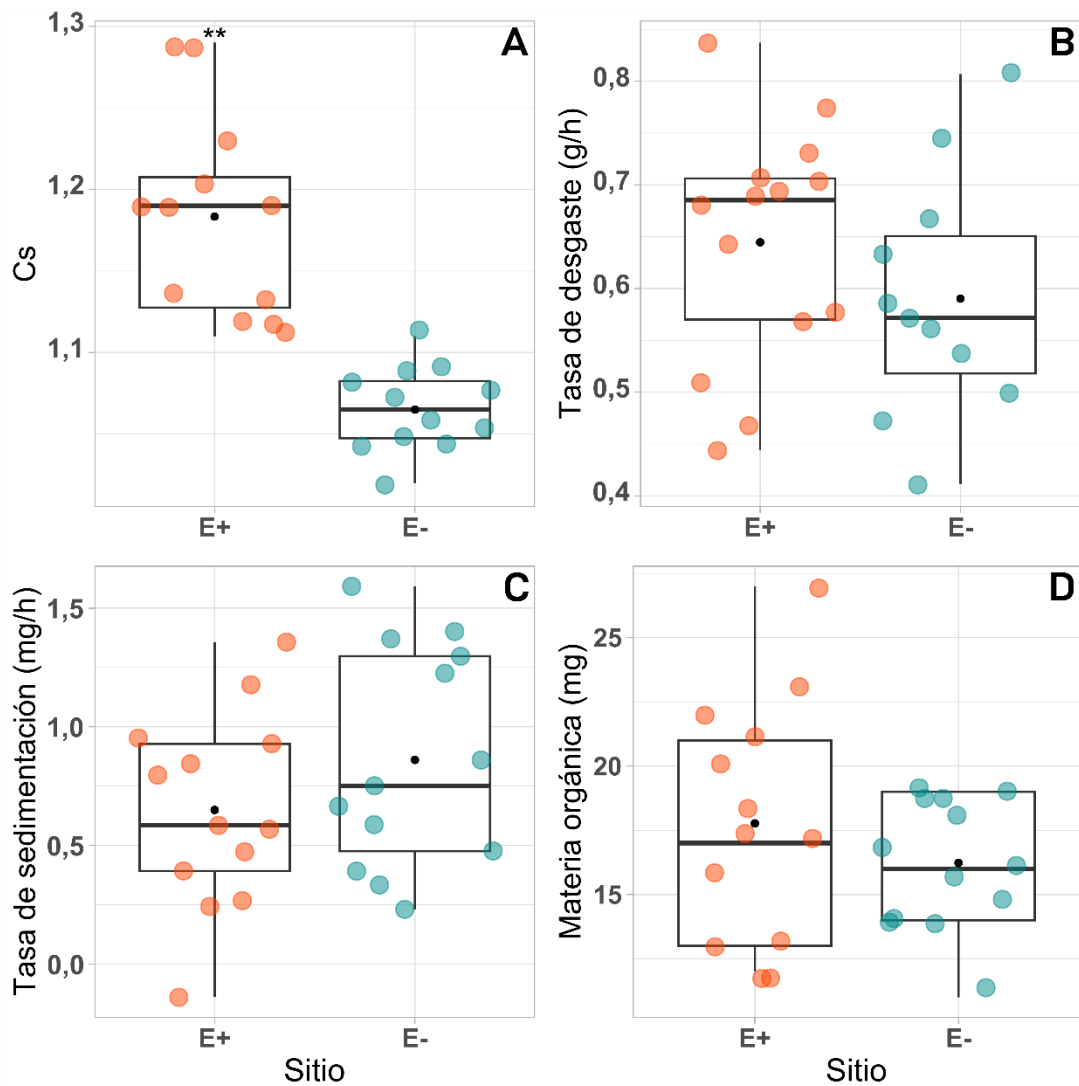 A
**
Cs
1,3
1,2
1,1
E+
E-
B
Tasa de desgaste (g/h)
0,8
0,7
0,6
0,5
0,4
E+
E-
C
Tasa de sedimentación (mg/h)
1,5
1,0
0,5
0,0
E+
E-
Sitio
D
Materia orgánica (mg)
25
20
15
E+
E-
Sitio